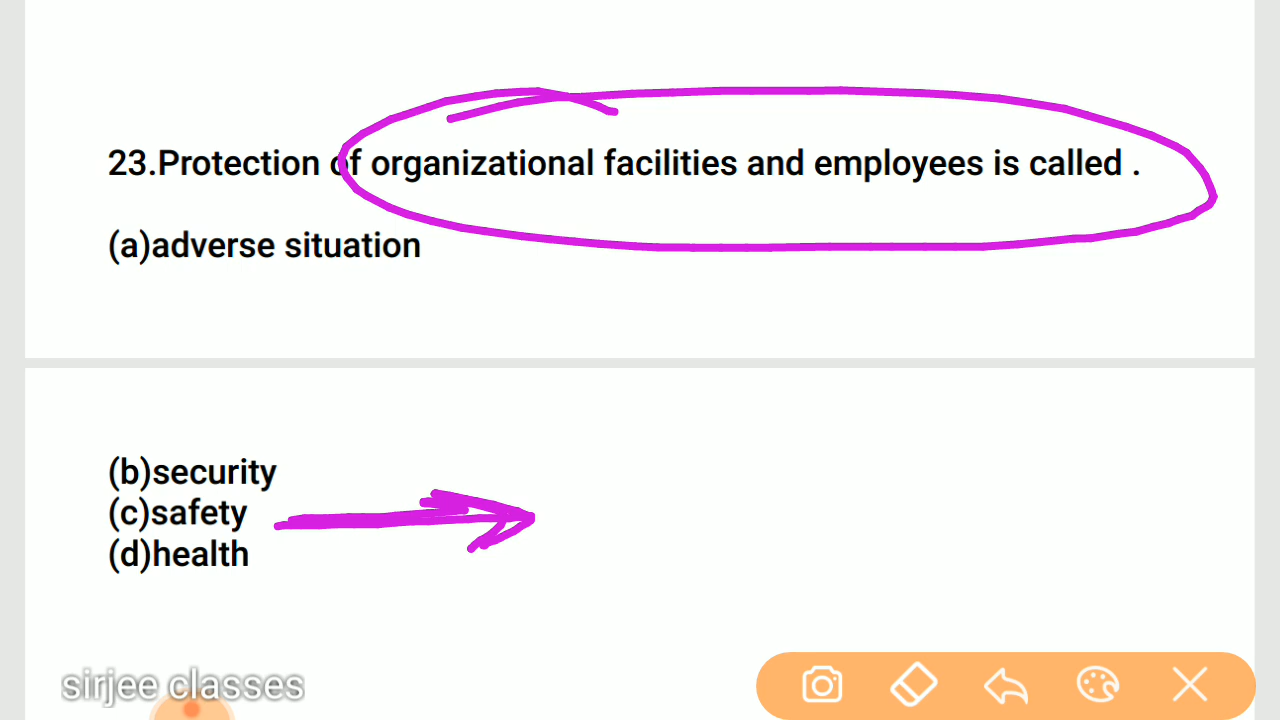 23.Protection of organizational facilities and employees is called .
(a)adverse situation
(b)security
(c)safety
(d)health
sirjee classes